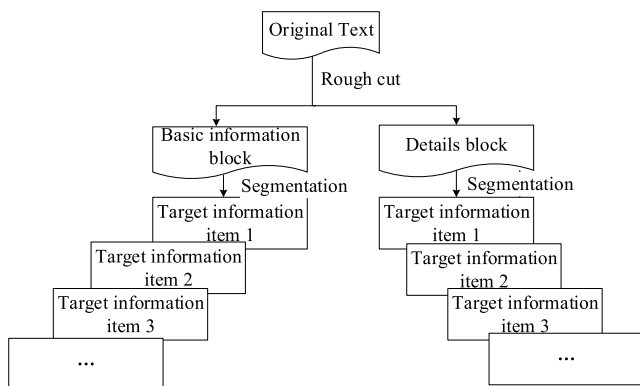 Original Text
Rough cut
Basic information
block
Segmentation
Target information
item 1
Target information
item 2
Target information
item 3
...
Details block
Segmentation
Target information
item 1
Target information
item 2
Target information
item 3
...